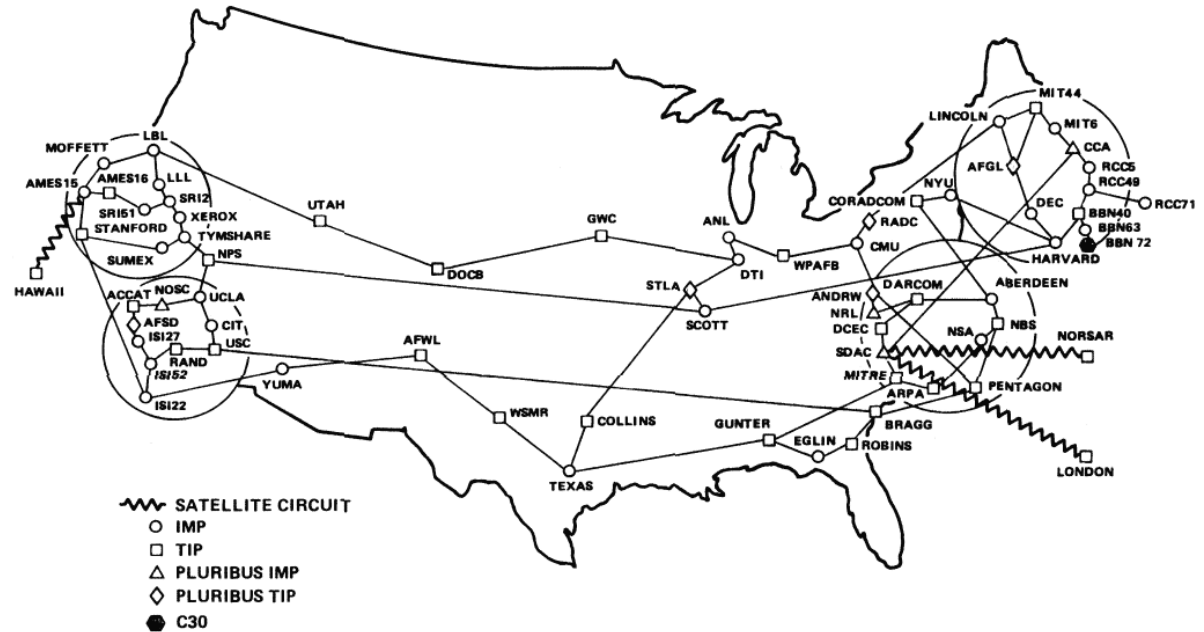 MIT44
LINCOLN
MIT6
CCA
AFGL
RCC5
RCC49
RCC71
DEC
BBN40
BBN63
BBN 72
HARVARD
NYU
CORADCOM
RADC
CMU
LBL
MOFFETT
LLL
AMES16
AMES15
SRI2
SRI51
XEROX
STANFORD
TYMSHARE
SUMEX
NPS
HAWAII
UTAH
DOCB
GWC
ANL
DTI
WPAFB
STLA
SCOTT
DARCOM
ABERDEEN
ANDRW
NRL
DCEC
NSA
NBS
SDAC
NORSAR
MITRE
ARPA
PENTAGON
BRAGG
LONDON
ACCAT
NOSC
UCLA
AFSD
CIT
ISI27
RAND
USC
ISI52
ISI22
YUMA
AFWL
WSMR
COLLINS
TEXAS
GUNTER
EGLIN
ROBINS
SATELLITE CIRCUIT
IMP
TIP
PLURIBUS IMP
PLURIBUS TIP
C30